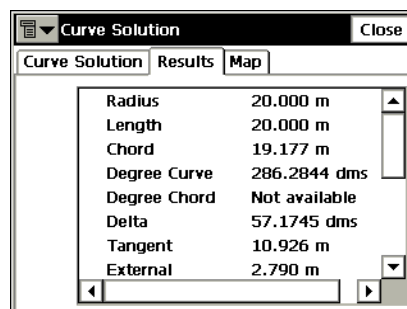 Curve Solution Close
Curve Solution Results Map
Radius 20.000 m
Length 20.000 m
Chord 19.177 m
Degree Curve 286.2844 dms
Degree Chord Not available
Delta 57.1745 dms
Tangent 10.926 m
External 2.790 m